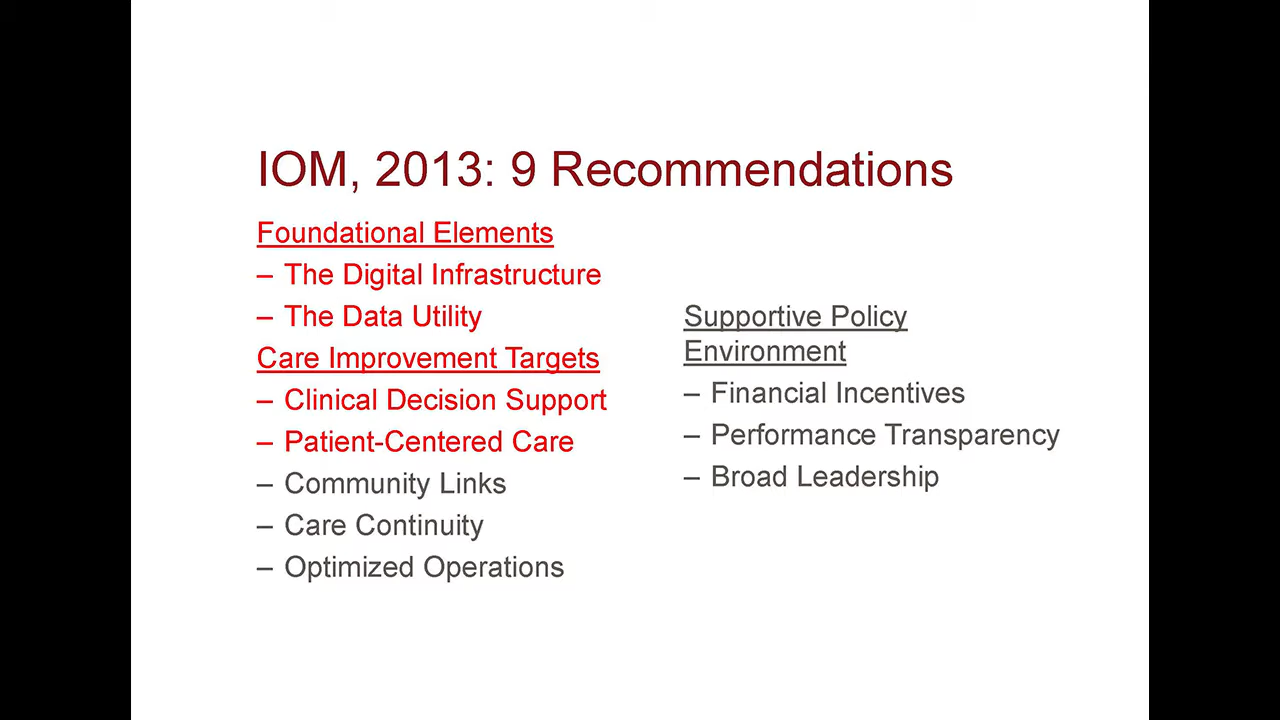 IOM, 2013: 9 Recommendations
Foundational Elements
– The Digital Infrastructure
– The Data Utility
Care Improvement Targets
– Clinical Decision Support
– Patient-Centered Care
– Community Links
– Care Continuity
– Optimized Operations
Supportive Policy
Environment
– Financial Incentives
– Performance Transparency
– Broad Leadership